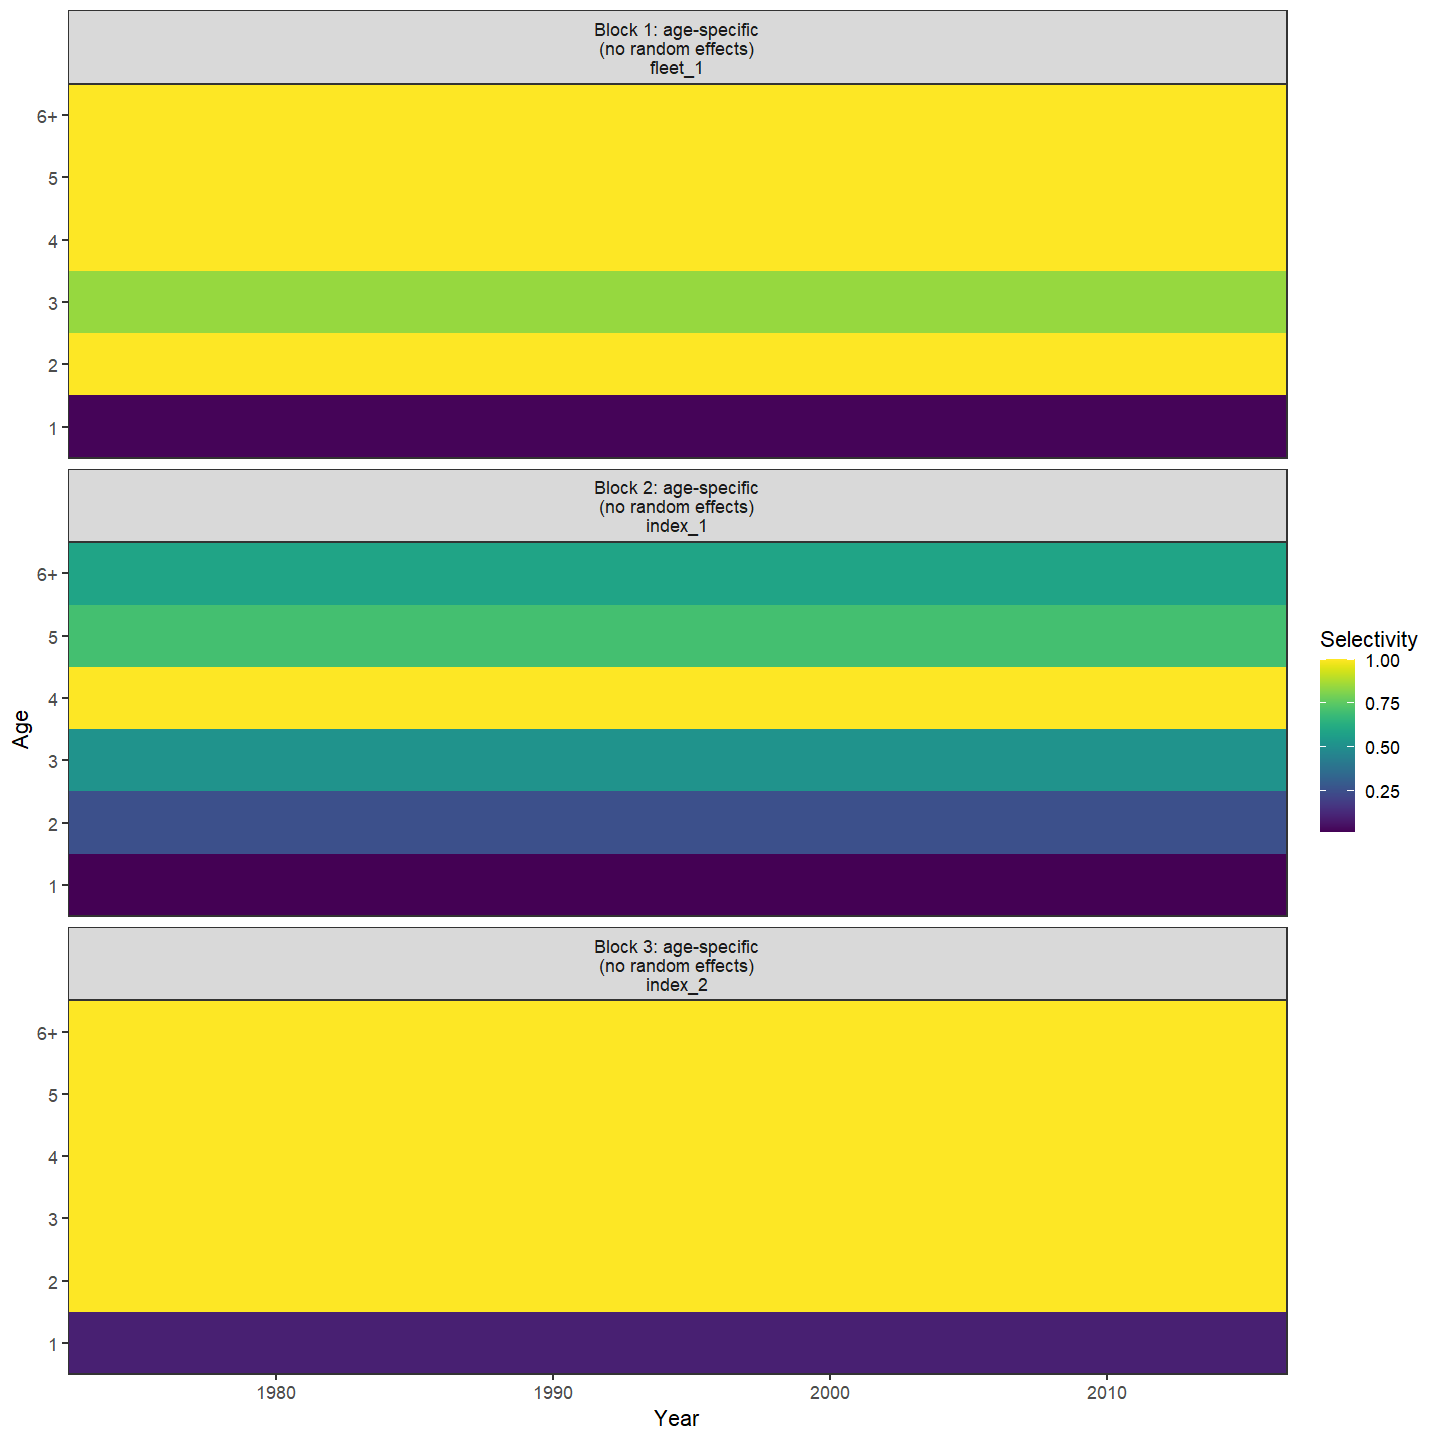 Block 1: age-specific
(no random effects)
fleet_1
6+
5
4
3
2
1
Block 2: age-specific
(no random effects)
index_1
6+
5
4
3
2
1
Age
Block 3: age-specific
(no random effects)
index_2
6+
5
4
3
2
1
1980 1990 2000 2010
Year
Selectivity
1.00
0.75
0.50
0.25